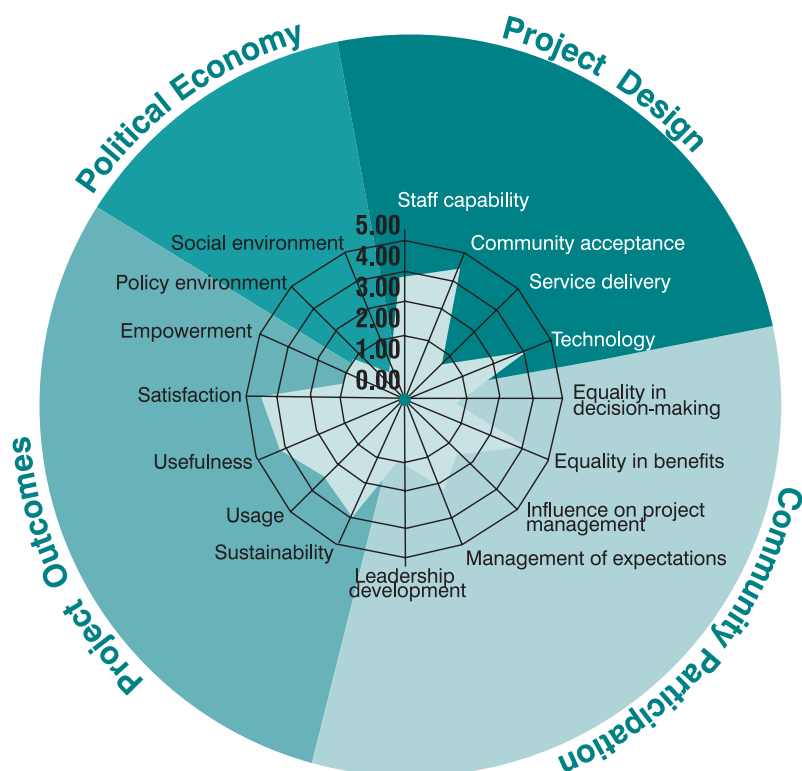 Political Economy
Project Design
Staff capability
5.00
Social environment
4.00
Community acceptance
Policy environment
3.00
Service delivery
Empowerment
2.00
Technology
1.00
0.00
Satisfaction
Equality in
decision-making
Usefulness
Equality in benefits
Usage
Influence on project
management
Sustainability
Management of expectations
Leadership
development
Project Outcomes
Community Participation